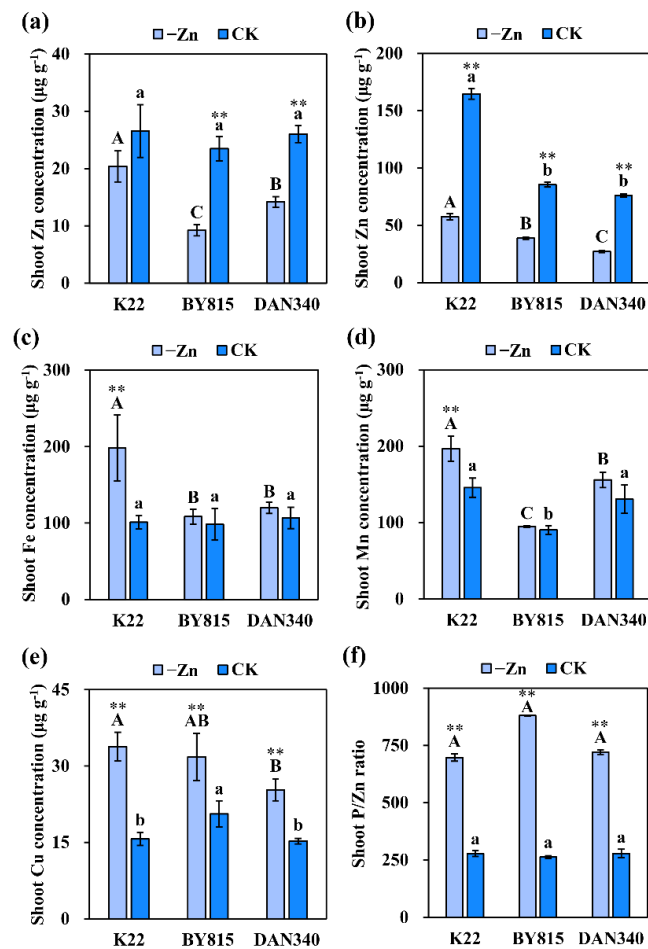 (a)
−Zn CK
Shoot Zn concentration (µg g⁻¹)
40
30
20
10
0
A a
C ** a
B ** a
K22 BY815 DAN340
(b)
−Zn CK
Shoot Zn concentration (µg g⁻¹)
200
150
100
50
0
A ** a
B ** b
C ** b
K22 BY815 DAN340
(c)
−Zn CK
Shoot Fe concentration (µg g⁻¹)
300
200
100
0
** A a
B a
B a
K22 BY815 DAN340
(d)
−Zn CK
Shoot Mn concentration (µg g⁻¹)
300
200
100
0
** A a
C b
B a
K22 BY815 DAN340
(e)
−Zn CK
Shoot Cu concentration (µg g⁻¹)
45
30
15
0
** A b
** AB a
** B b
K22 BY815 DAN340
(f)
−Zn CK
Shoot P/Zn ratio
1000
750
500
250
0
** A a
** A a
** A a
K22 BY815 DAN340